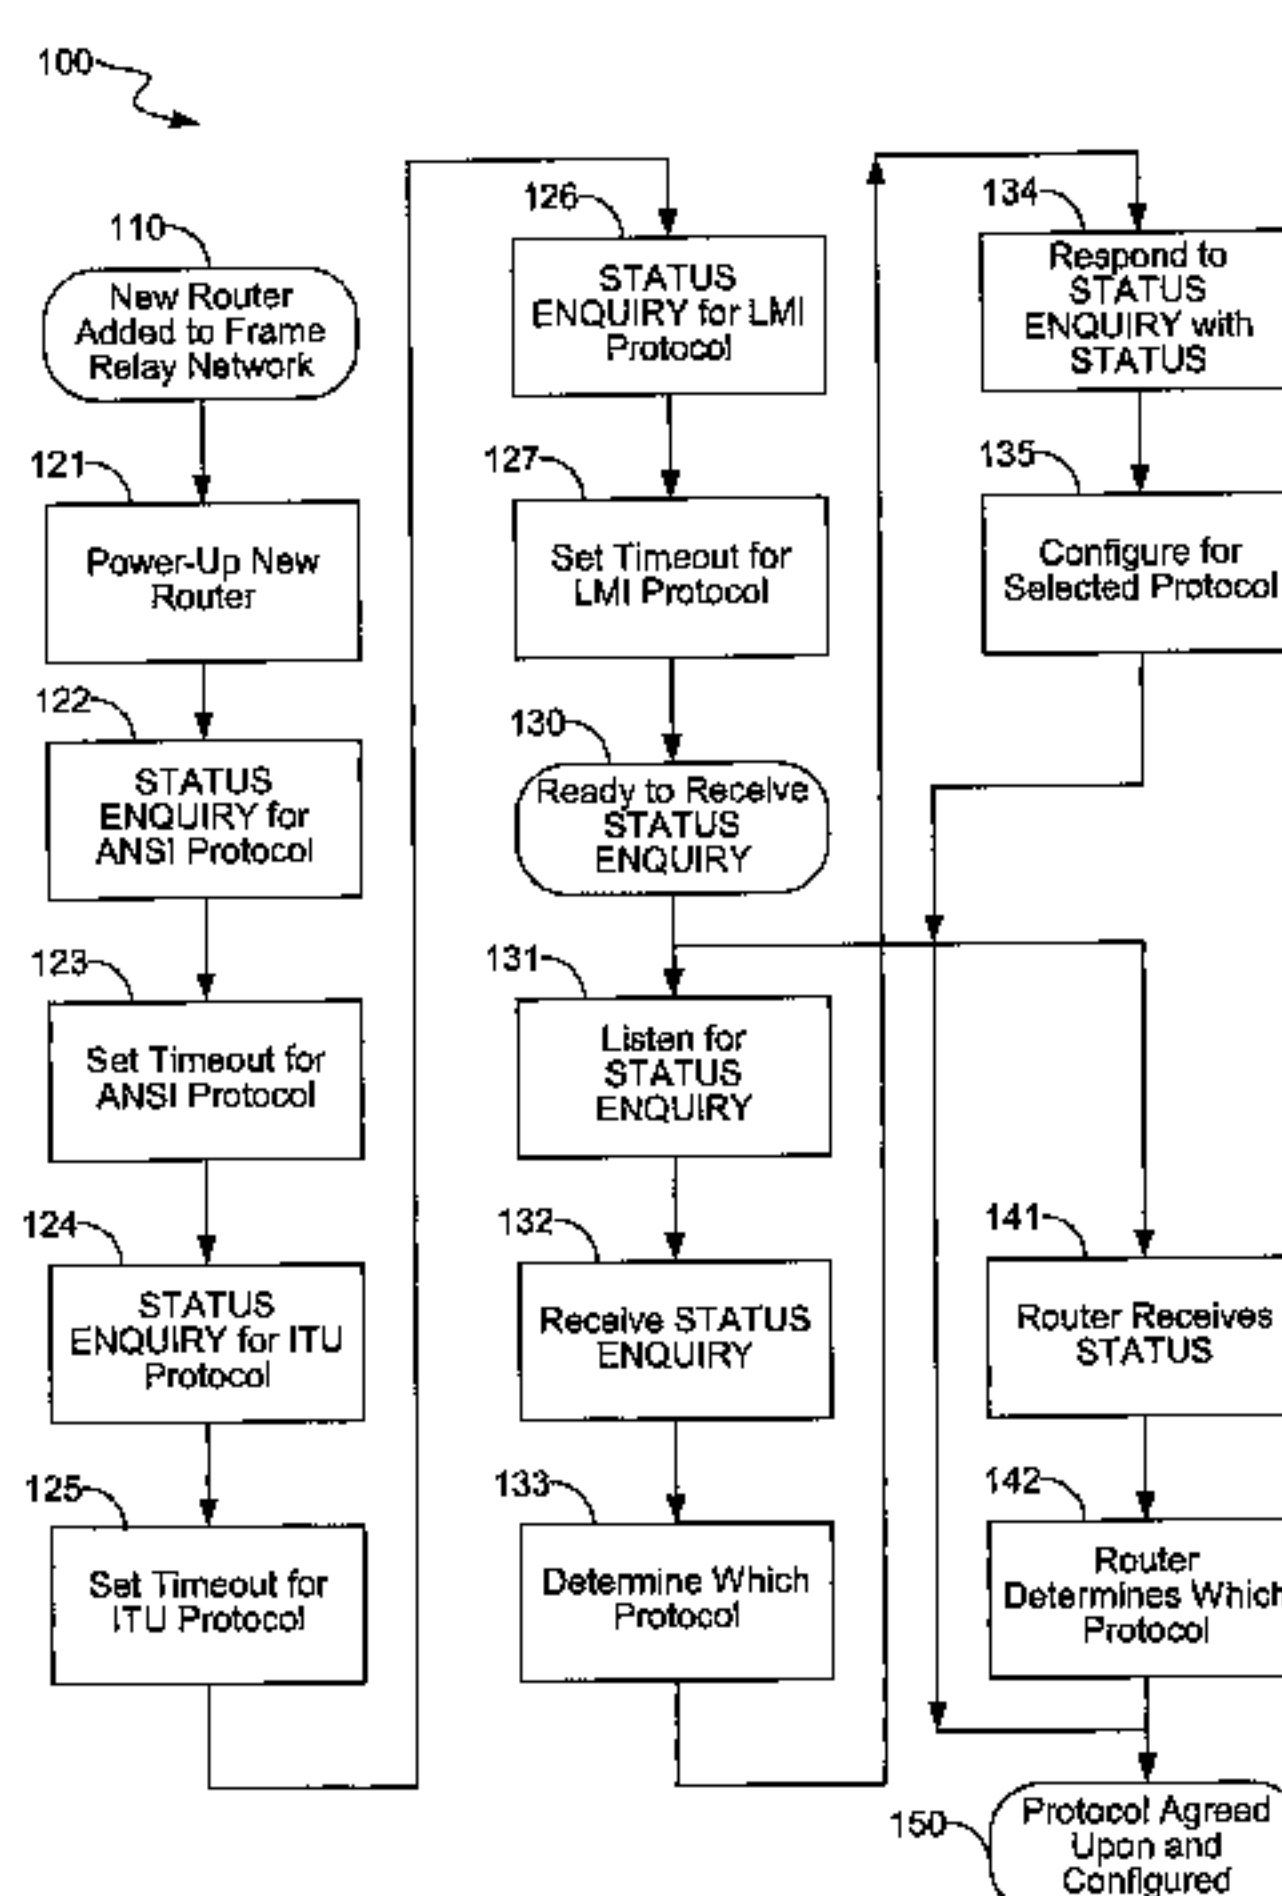 100
110
New Router
Added to Frame
Relay Network
121
Power-Up New
Router
122
STATUS
ENQUIRY for
ANSI Protocol
123
Set Timeout for
ANSI Protocol
124
STATUS
ENQUIRY for ITU
Protocol
125
Set Timeout for
ITU Protocol
126
STATUS
ENQUIRY for LMI
Protocol
127
Set Timeout for
LMI Protocol
130
Ready to Receive
STATUS
ENQUIRY
131
Listen for
STATUS
ENQUIRY
132
Receive STATUS
ENQUIRY
133
Determine Which
Protocol
134
Respond to
STATUS
ENQUIRY with
STATUS
135
Configure for
Selected Protocol
141
Router Receives
STATUS
142
Router
Determines Which
Protocol
150
Protocol Agreed
Upon and
Configured